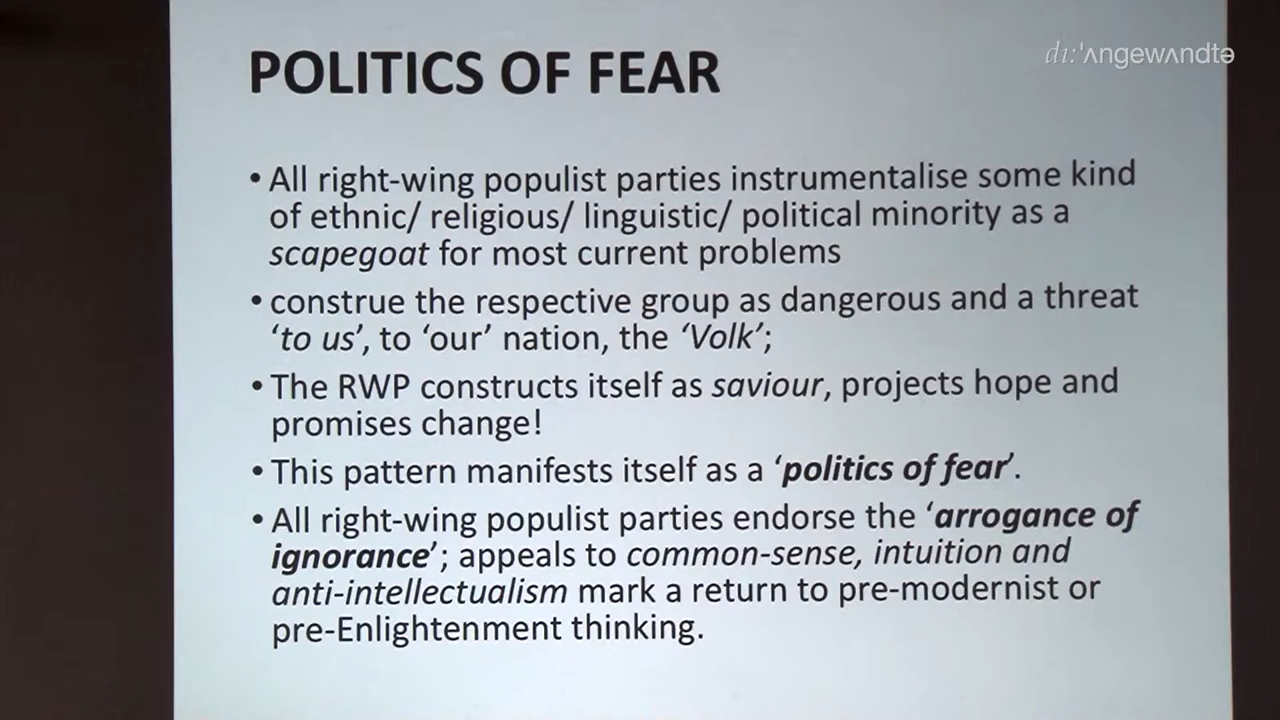 dı:'ʌngewʌndtə
POLITICS OF FEAR
• All right-wing populist parties instrumentalise some kind
of ethnic/ religious/ linguistic/ political minority as a
scapegoat for most current problems
• construe the respective group as dangerous and a threat
‘to us’, to ‘our’ nation, the ‘Volk’;
• The RWP constructs itself as saviour, projects hope and
promises change!
• This pattern manifests itself as a ‘politics of fear’.
• All right-wing populist parties endorse the ‘arrogance of
ignorance’; appeals to common-sense, intuition and
anti-intellectualism mark a return to pre-modernist or
pre-Enlightenment thinking.